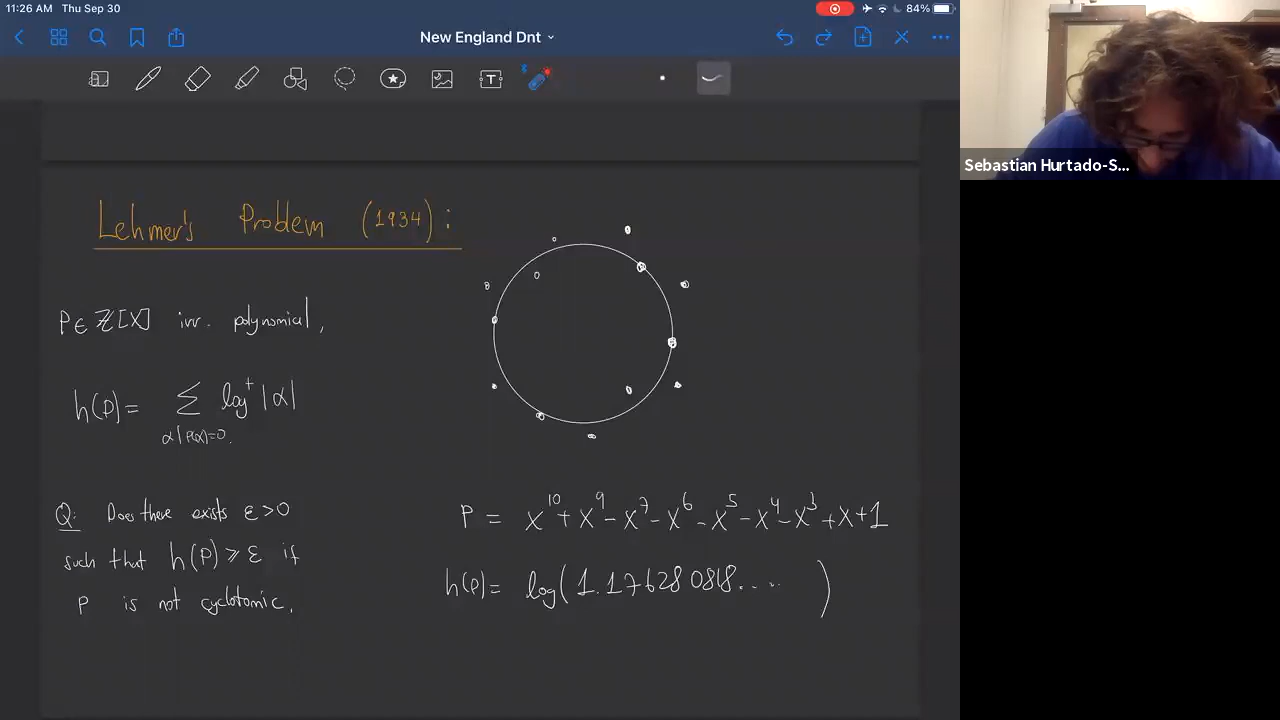 11:26 AM Thu Sep 30
84%
New England Dnt
T
Sebastian Hurtado-S...
Lehmer's Problem (1934):
P∈ℤ[X] irr. polynomial,
h(P)= ∑ log⁺|α|
α|P(α)=0.
Q: Does there exists ε>0
such that h(P) ≥ ε if
P is not cyclotomic.
P = x¹⁰+x⁹-x⁷-x⁶-x⁵-x⁴-x³+x+1
h(P)= log(1.176280818.... )